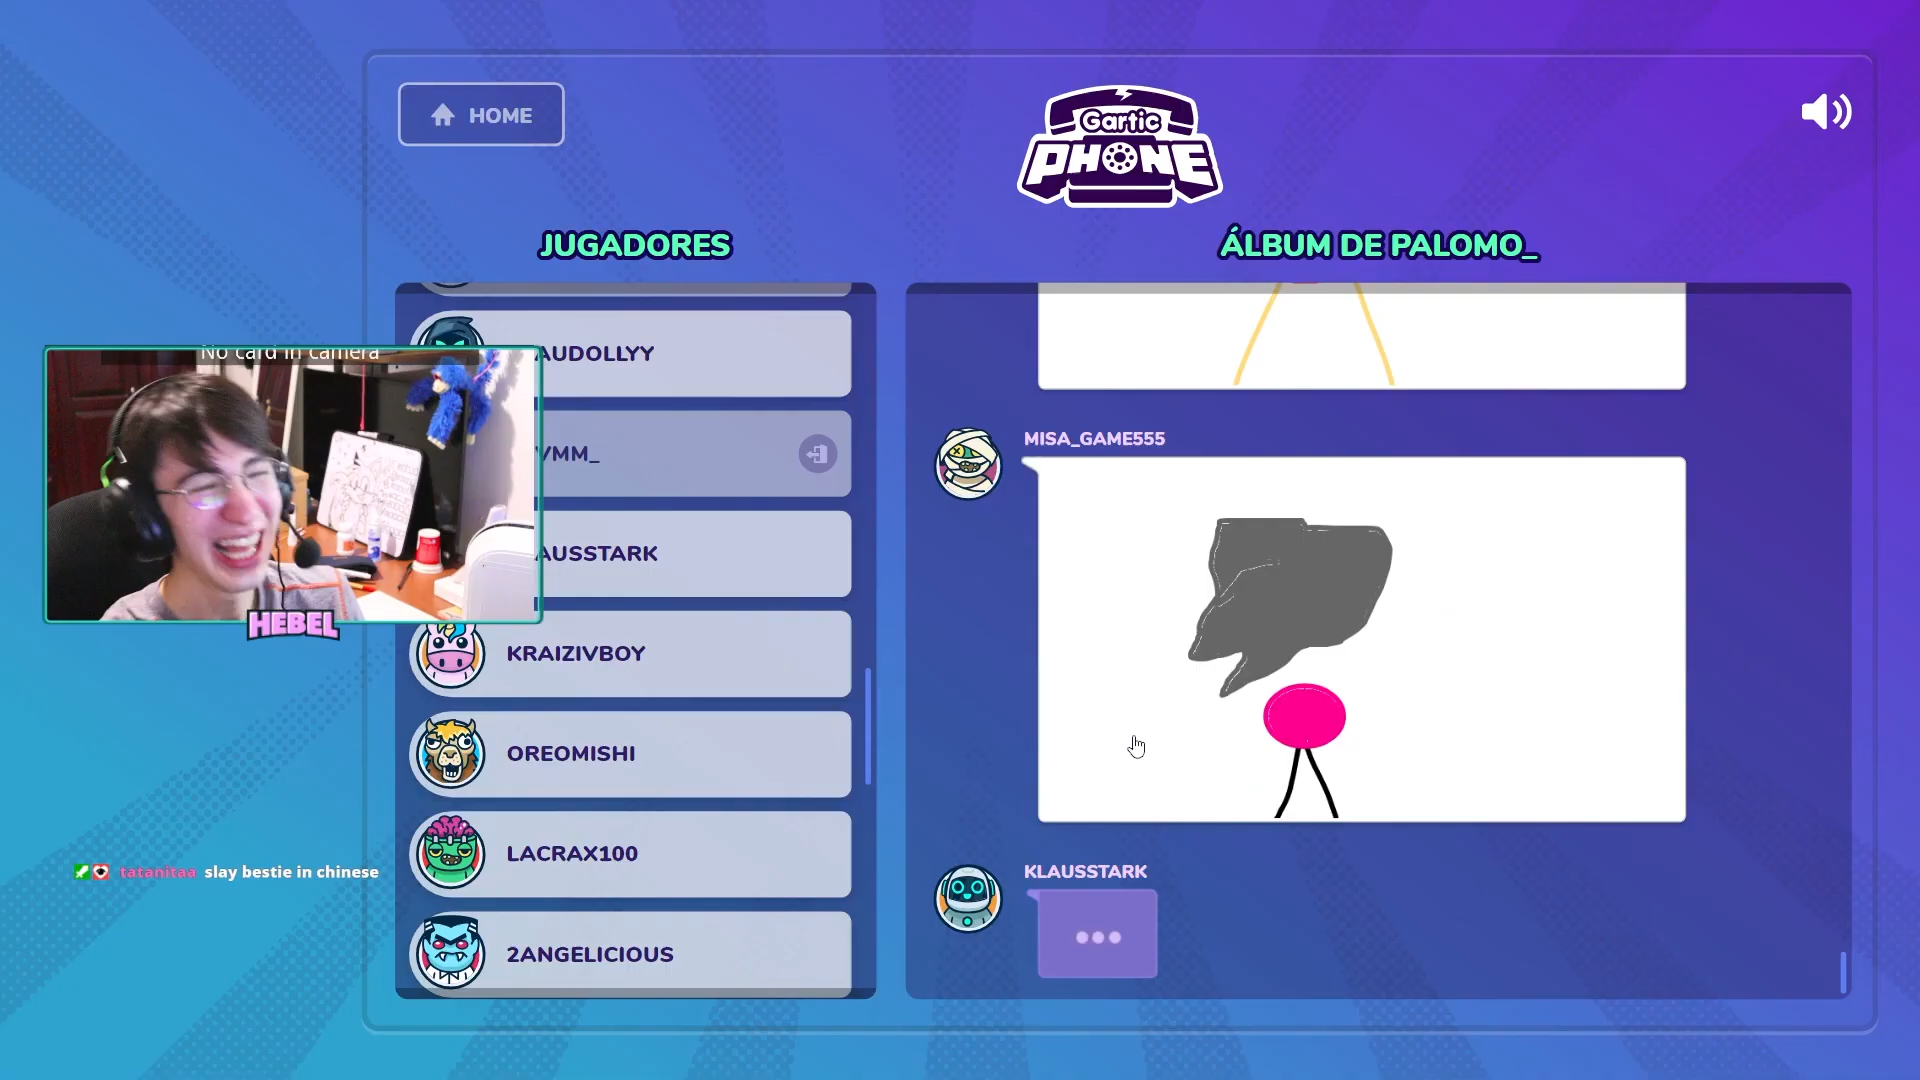 HOME
Gartic
PHONE
JUGADORES
ÁLBUM DE PALOMO_
No card in camera
AUDOLLYY
VMM_
AUSSTARK
KRAIZIVBOY
OREOMISHI
LACRAX100
2ANGELICIOUS
HEBEL
tatanitaa slay bestie in chinese
MISA_GAME555
KLAUSSTARK